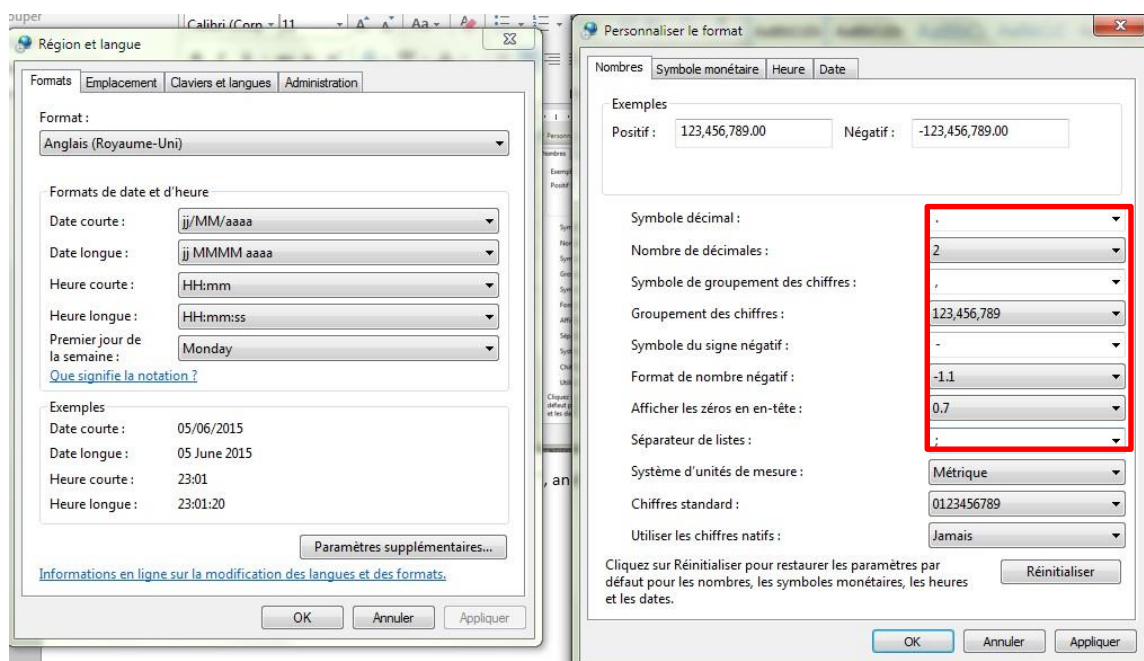 Calibri (Corp
11
Région et langue
Formats
Emplacement
Claviers et langues
Administration
Format :
Anglais (Royaume-Uni)
Formats de date et d'heure
Date courte :
jj/MM/aaaa
Date longue :
jj MMMM aaaa
Heure courte :
HH:mm
Heure longue :
HH:mm:ss
Premier jour de
la semaine :
Monday
Que signifie la notation ?
Exemples
Date courte :
05/06/2015
Date longue :
05 June 2015
Heure courte :
23:01
Heure longue :
23:01:20
Paramètres supplémentaires...
Informations en ligne sur la modification des langues et des formats.
OK
Annuler
Appliquer
, an
Personnaliser le format
Nombres
Symbole monétaire
Heure
Date
Exemples
Positif :
123,456,789.00
Négatif :
-123,456,789.00
Symbole décimal :
.
Nombre de décimales :
2
Symbole de groupement des chiffres :
,
Groupement des chiffres :
123,456,789
Symbole du signe négatif :
-
Format de nombre négatif :
-1.1
Afficher les zéros en en-tête :
0.7
Séparateur de listes :
;
Système d'unités de mesure :
Métrique
Chiffres standard :
0123456789
Utiliser les chiffres natifs :
Jamais
Cliquez sur Réinitialiser pour restaurer les paramètres par
défaut pour les nombres, les symboles monétaires, les heures
et les dates.
Réinitialiser
OK
Annuler
Appliquer